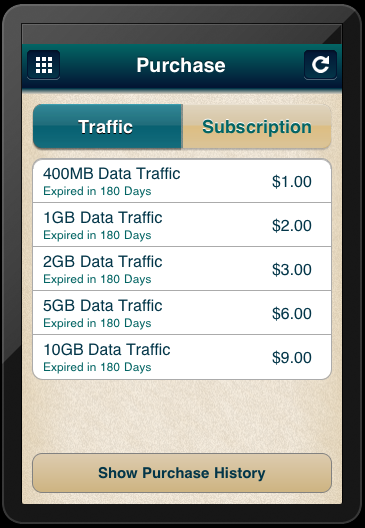 Purchase
Traffic
Subscription
400MB Data Traffic
$1.00
Expired in 180 Days
1GB Data Traffic
$2.00
Expired in 180 Days
2GB Data Traffic
$3.00
Expired in 180 Days
5GB Data Traffic
$6.00
Expired in 180 Days
10GB Data Traffic
$9.00
Expired in 180 Days
Show Purchase History